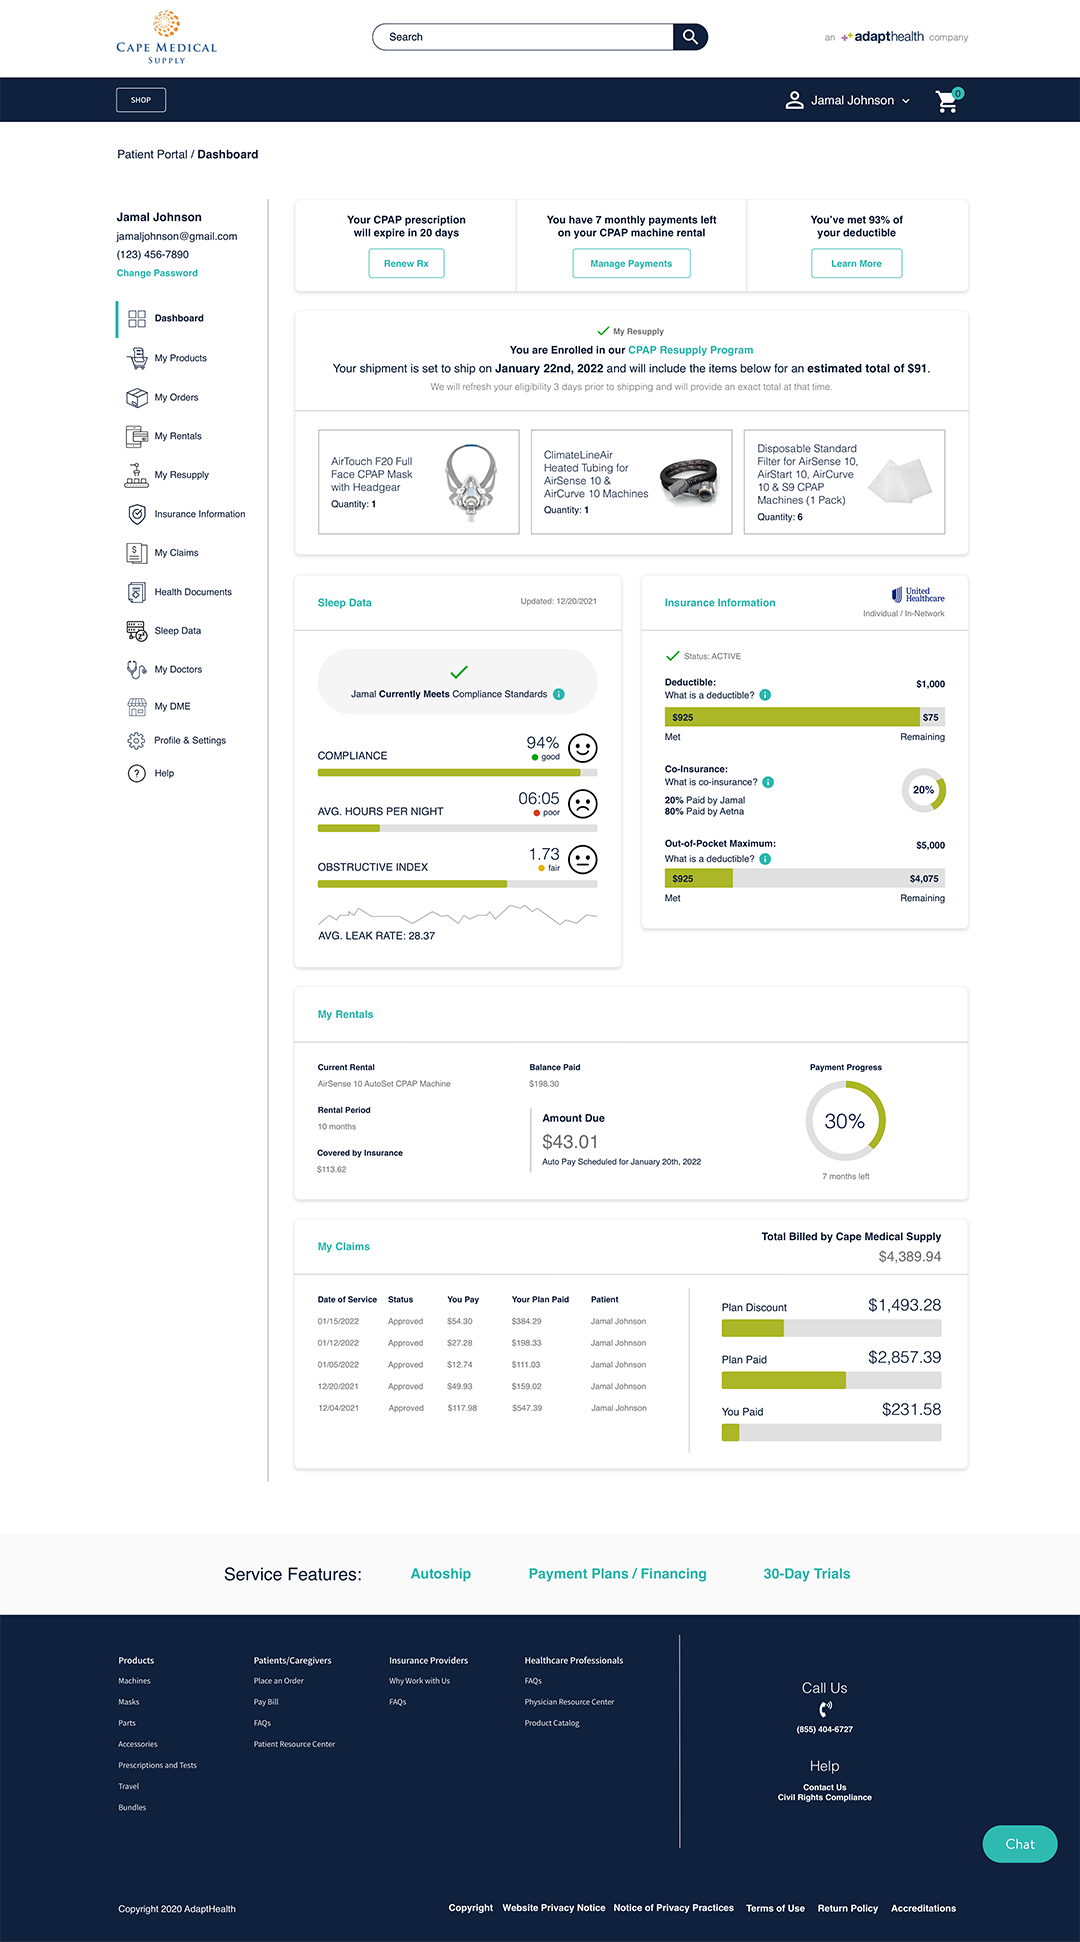 CAPE MEDICAL
SUPPLY
Search
an adapthealth company
SHOP
Jamal Johnson
0
Patient Portal / Dashboard
Jamal Johnson
jamaljohnson@gmail.com
(123) 456-7890
Change Password
Dashboard
My Products
My Orders
My Rentals
My Resupply
Insurance Information
My Claims
Health Documents
Sleep Data
My Doctors
My DME
Profile & Settings
Help
Your CPAP prescription
will expire in 20 days
Renew Rx
You have 7 monthly payments left
on your CPAP machine rental
Manage Payments
You've met 93% of
your deductible
Learn More
My Resupply
You are Enrolled in our CPAP Resupply Program
Your shipment is set to ship on January 22nd, 2022 and will include the items below for an estimated total of $91.
We will refresh your eligibility 3 days prior to shipping and will provide an exact total at that time.
AirTouch F20 Full
Face CPAP Mask
with Headgear
Quantity: 1
ClimateLineAir
Heated Tubing for
AirSense 10 &
AirCurve 10 Machines
Quantity: 1
Disposable Standard
Filter for AirSense 10,
AirStart 10, AirCurve
10 & S9 CPAP
Machines (1 Pack)
Quantity: 6
Sleep Data
Updated: 12/20/2021
Jamal Currently Meets Compliance Standards
COMPLIANCE
94%
good
AVG. HOURS PER NIGHT
06:05
poor
OBSTRUCTIVE INDEX
1.73
fair
AVG. LEAK RATE: 28.37
Insurance Information
United
Healthcare
Individual / In-Network
Status: ACTIVE
Deductible:
$1,000
What is a deductible?
$925
$75
Met
Remaining
Co-Insurance:
What is co-insurance?
20% Paid by Jamal
80% Paid by Aetna
20%
Out-of-Pocket Maximum:
$5,000
What is a deductible?
$925
$4,075
Met
Remaining
My Rentals
Current Rental
AirSense 10 AutoSet CPAP Machine
Rental Period
10 months
Covered by Insurance
$113.62
Balance Paid
$198.30
Amount Due
$43.01
Auto Pay Scheduled for January 20th, 2022
Payment Progress
30%
7 months left
My Claims
Total Billed by Cape Medical Supply
$4,389.94
Date of Service Status You Pay Your Plan Paid Patient
01/15/2022 Approved $54.30 $384.29 Jamal Johnson
01/12/2022 Approved $27.28 $198.33 Jamal Johnson
01/05/2022 Approved $12.74 $111.03 Jamal Johnson
12/20/2021 Approved $49.93 $159.02 Jamal Johnson
12/04/2021 Approved $117.98 $547.39 Jamal Johnson
Plan Discount $1,493.28
Plan Paid $2,857.39
You Paid $231.58
Service Features: Autoship Payment Plans / Financing 30-Day Trials
Products
Machines
Masks
Parts
Accessories
Prescriptions and Tests
Travel
Bundles
Patients/Caregivers
Place an Order
Pay Bill
FAQs
Patient Resource Center
Insurance Providers
Why Work with Us
FAQs
Healthcare Professionals
FAQs
Physician Resource Center
Product Catalog
Call Us
(855) 404-6727
Help
Contact Us
Civil Rights Compliance
Chat
Copyright 2020 AdaptHealth
Copyright Website Privacy Notice Notice of Privacy Practices Terms of Use Return Policy Accreditations